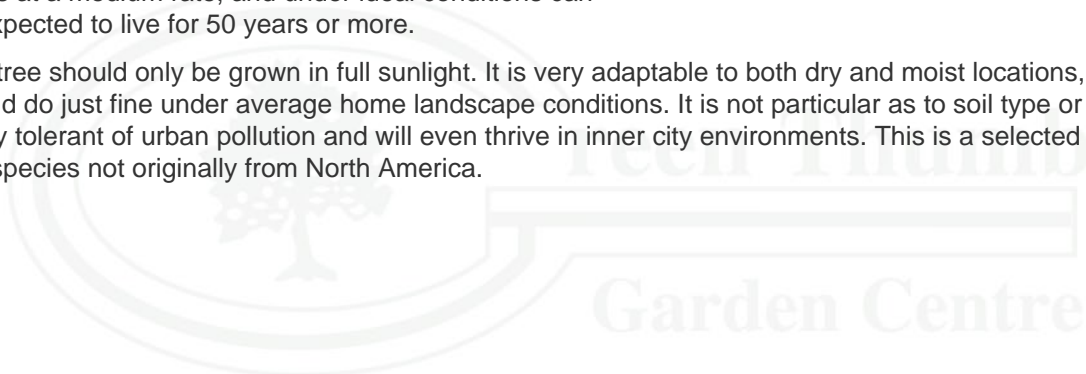 s at a medium rate, and under ideal conditions can
xpected to live for 50 years or more.
tree should only be grown in full sunlight. It is very adaptable to both dry and moist locations,
d do just fine under average home landscape conditions. It is not particular as to soil type or
y tolerant of urban pollution and will even thrive in inner city environments. This is a selected
species not originally from North America.
Tech Thumb
Garden Centre